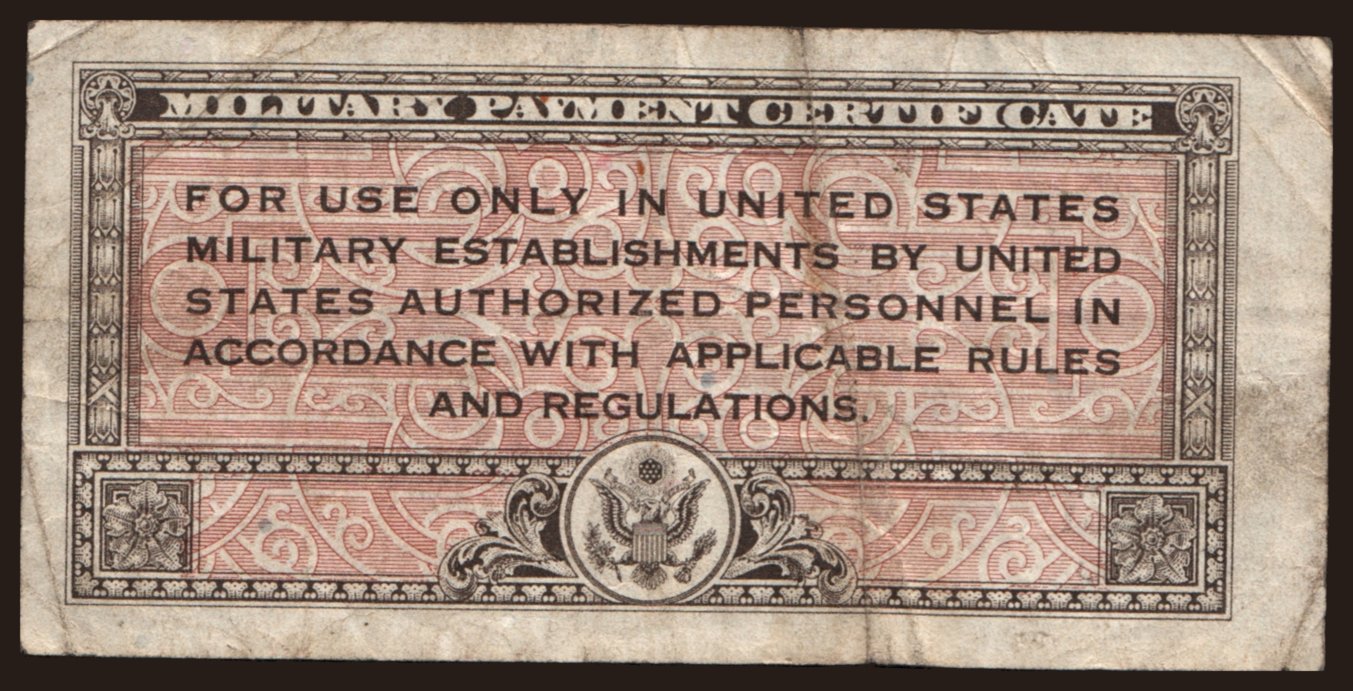 MILITARY PAYMENT CERTIFICATE
FOR USE ONLY IN UNITED STATES
MILITARY ESTABLISHMENTS BY UNITED
STATES AUTHORIZED PERSONNEL IN
ACCORDANCE WITH APPLICABLE RULES
AND REGULATIONS.